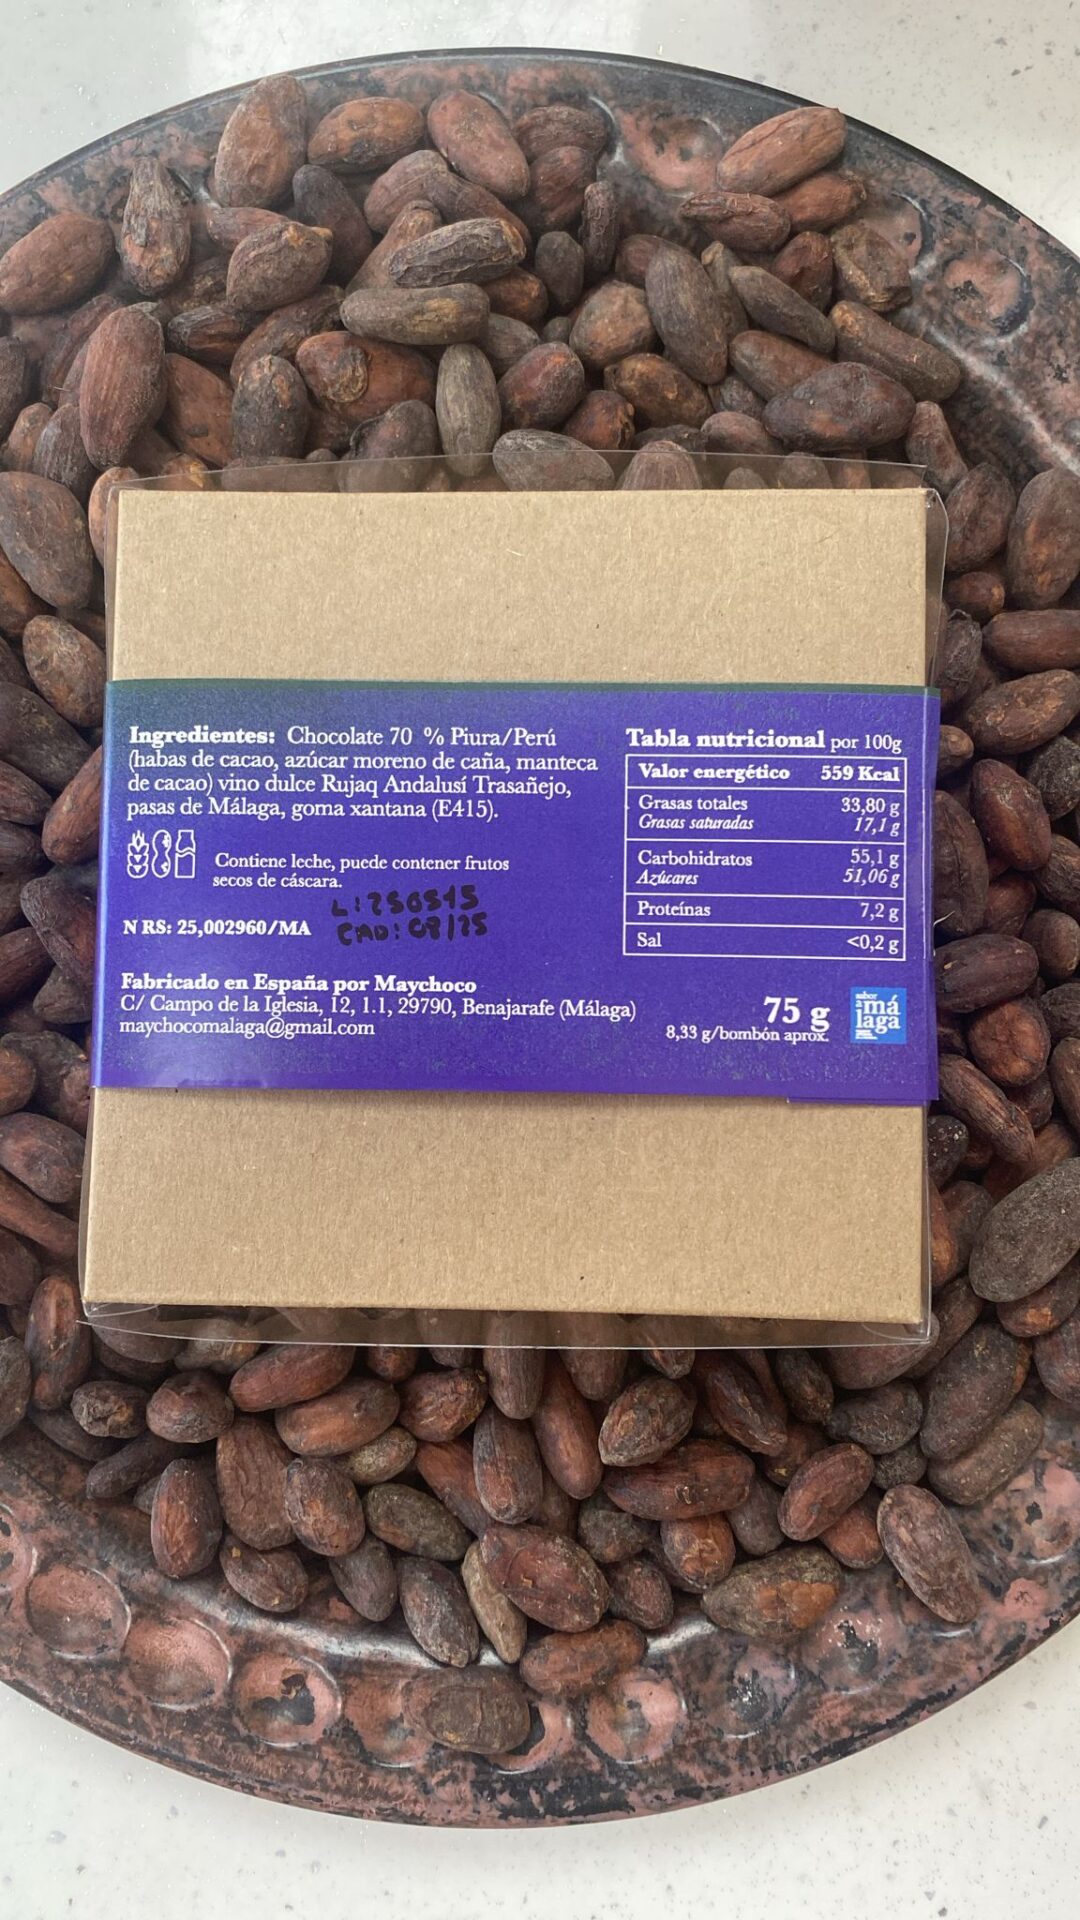 Ingredientes: Chocolate 70 % Piura/Perú
(habas de cacao, azúcar moreno de caña, manteca
de cacao) vino dulce Rujaq Andalusí Trasañejo,
pasas de Málaga, goma xantana (E415).
Contiene leche, puede contener frutos
secos de cáscara.
L:250515
CAD: 08/25
N RS: 25,002960/MA
Fabricado en España por Maychoco
C/ Campo de la Iglesia, 12, 1.1, 29790, Benajarafe (Málaga)
maychocomalaga@gmail.com
Tabla nutricional por 100g
Valor energético 559 Kcal
Grasas totales 33,80 g
Grasas saturadas 17,1 g
Carbohidratos 55,1 g
Azúcares 51,06 g
Proteínas 7,2 g
Sal <0,2 g
75 g
8,33 g/bombón aprox.
sabor
a má
laga